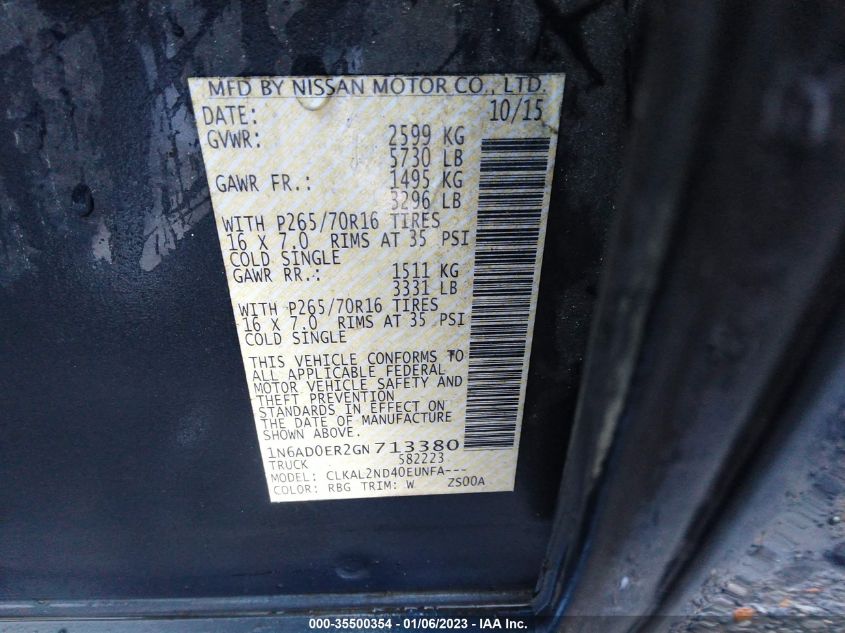 MFD BY NISSAN MOTOR CO., LTD.
DATE: 10/15
GVWR: 2599 KG
5730 LB
GAWR FR.: 1495 KG
3296 LB
WITH P265/70R16 TIRES
16 X 7.0 RIMS AT 35 PSI
COLD SINGLE
GAWR RR.: 1511 KG
3331 LB
WITH P265/70R16 TIRES
16 X 7.0 RIMS AT 35 PSI
COLD SINGLE
THIS VEHICLE CONFORMS TO
ALL APPLICABLE FEDERAL
MOTOR VEHICLE SAFETY AND
THEFT PREVENTION
STANDARDS IN EFFECT ON
THE DATE OF MANUFACTURE
SHOWN ABOVE.
1N6AD0ER2GN713380
TRUCK 582223
MODEL: CLKAL2ND40EUNFA---
COLOR: RBG TRIM: W ZS00A
000-35500354 - 01/06/2023 - IAA Inc.